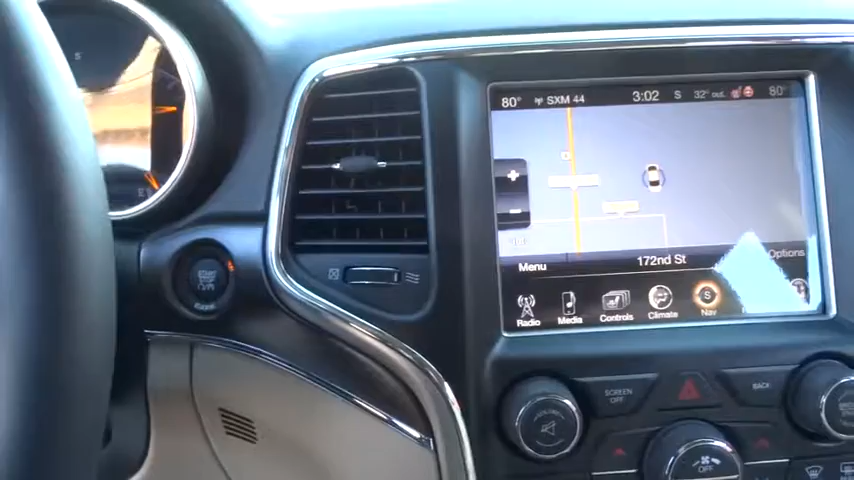 80° SXM 44 3:02 S 32° out. 80°
172nd St
Menu Options
Radio Media Controls Climate Nav
S
START
STOP
SCREEN OFF BACK
OFF